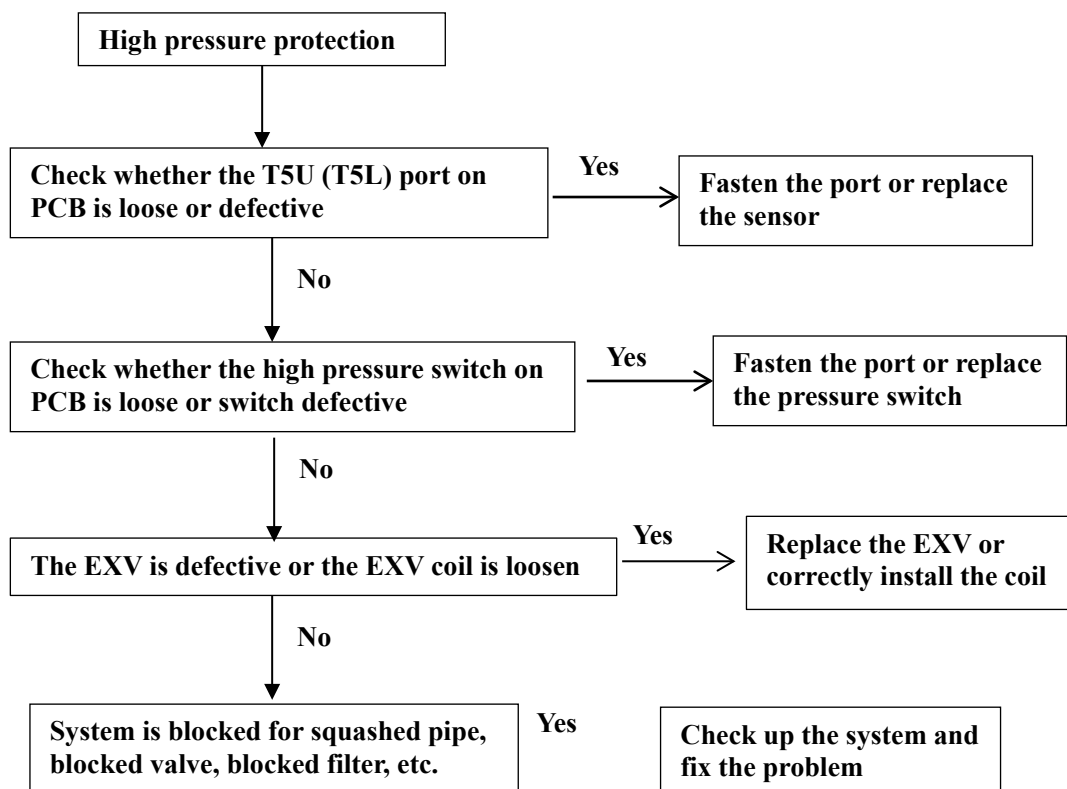 High pressure protection
Check whether the T5U (T5L) port on
PCB is loose or defective
Yes
Fasten the port or replace
the sensor
No
Check whether the high pressure switch on
PCB is loose or switch defective
Yes
Fasten the port or replace
the pressure switch
No
The EXV is defective or the EXV coil is loosen
Yes
Replace the EXV or
correctly install the coil
No
System is blocked for squashed pipe,
blocked valve, blocked filter, etc.
Yes
Check up the system and
fix the problem